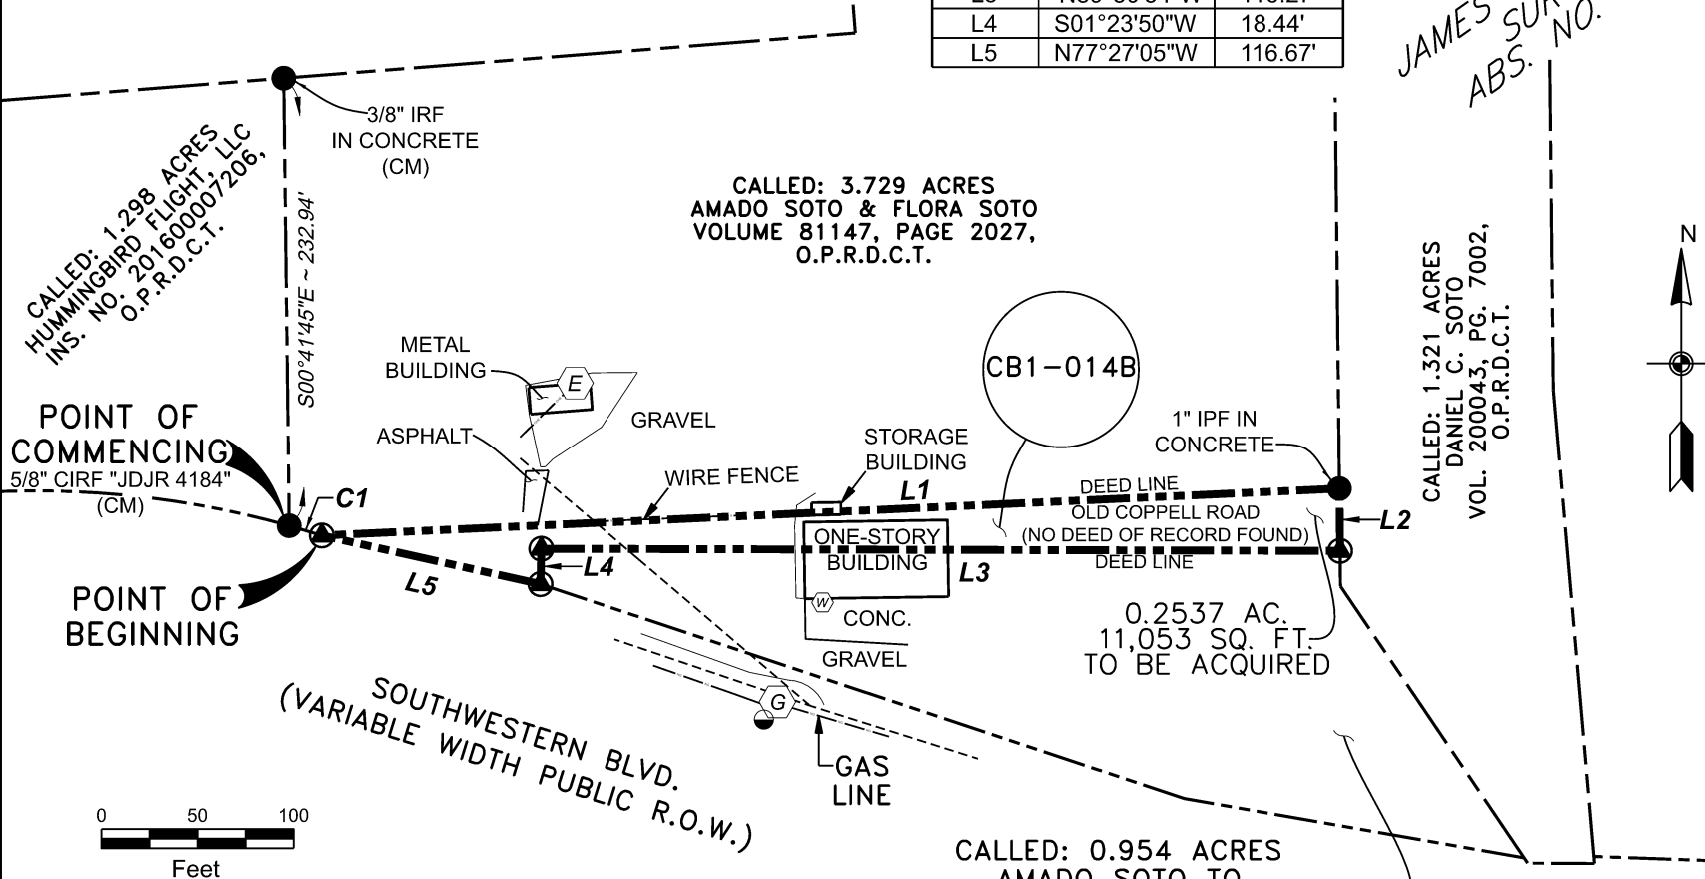 L4 S01°23'50"W 18.44'
L5 N77°27'05"W 116.67'
JAMES
SUR
ABS. NO.
3/8" IRF
IN CONCRETE
(CM)
CALLED: 1.298 ACRES
HUMMINGBIRD FLIGHT, LLC
INS. NO. 201600007206,
O.P.R.D.C.T.
S00°41'45"E ~ 232.94'
CALLED: 3.729 ACRES
AMADO SOTO & FLORA SOTO
VOLUME 81147, PAGE 2027,
O.P.R.D.C.T.
CALLED: 1.321 ACRES
DANIEL C. SOTO
VOL. 200043, PG. 7002,
O.P.R.D.C.T.
N
METAL
BUILDING
E
GRAVEL
ASPHALT
CB1-014B
POINT OF
COMMENCING
5/8" CIRF "JDJR 4184"
(CM)
C1
WIRE FENCE
STORAGE
BUILDING
L1
1" IPF IN
CONCRETE
DEED LINE
OLD COPPELL ROAD
(NO DEED OF RECORD FOUND)
DEED LINE
L2
ONE-STORY
BUILDING
L3
L4
L5
W
CONC.
GRAVEL
POINT OF
BEGINNING
0.2537 AC.
11,053 SQ. FT.
TO BE ACQUIRED
SOUTHWESTERN BLVD.
(VARIABLE WIDTH PUBLIC R.O.W.)
G
GAS
LINE
0 50 100
Feet
CALLED: 0.954 ACRES
AMADO SOTO TO